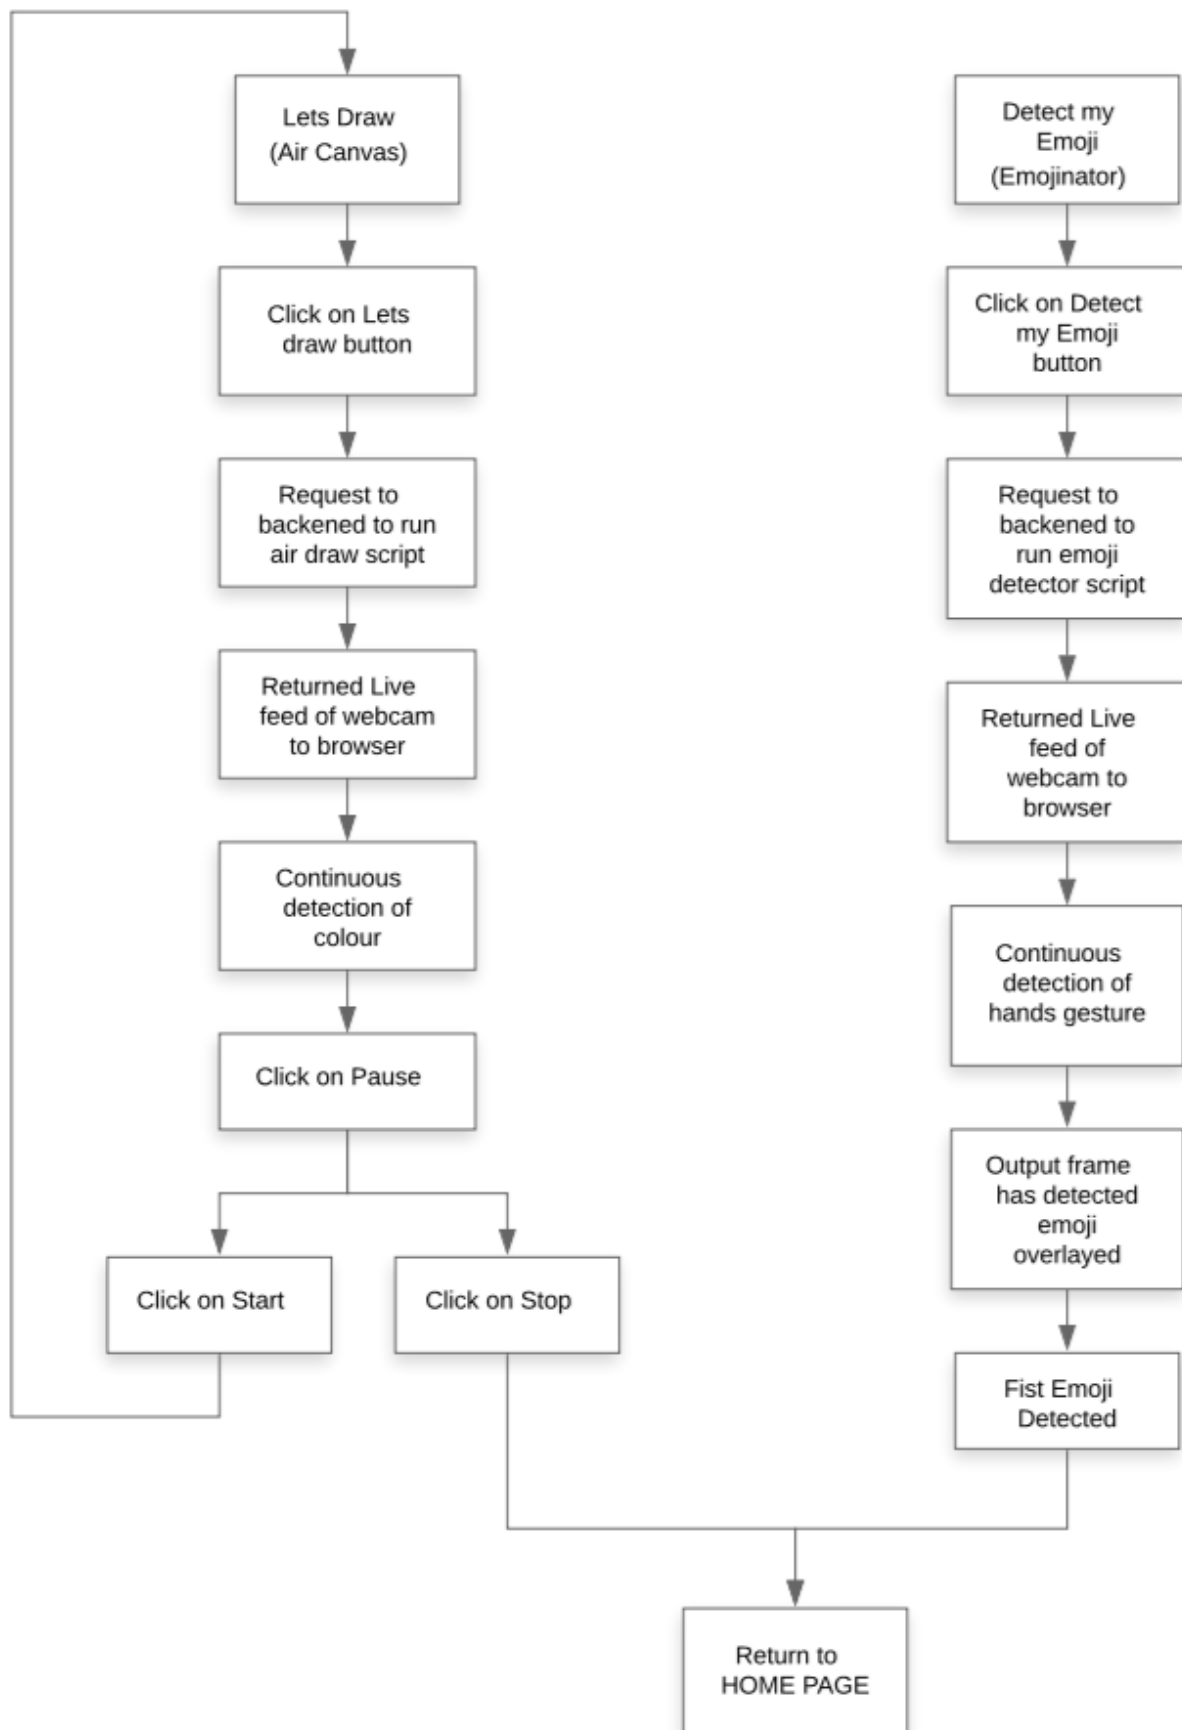 Lets Draw
(Air Canvas)
Click on Lets
draw button
Request to
backened to run
air draw script
Returned Live
feed of webcam
to browser
Continuous
detection of
colour
Click on Pause
Click on Start
Click on Stop
Detect my
Emoji
(Emojinator)
Click on Detect
my Emoji
button
Request to
backened to
run emoji
detector script
Returned Live
feed of
webcam to
browser
Continuous
detection of
hands gesture
Output frame
has detected
emoji
overlayed
Fist Emoji
Detected
Return to
HOME PAGE